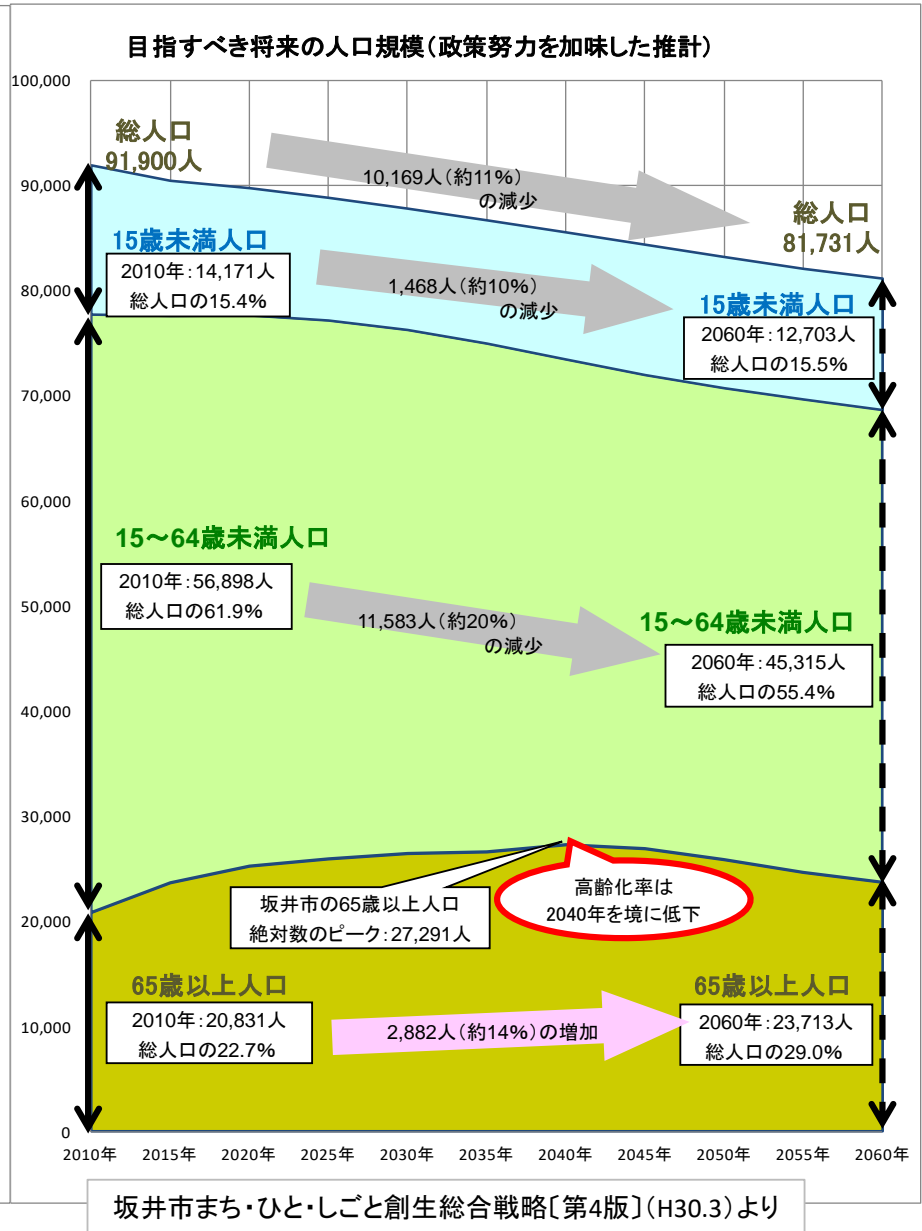 目指すべき将来の人口規模(政策努力を加味した推計)
100,000
90,000
80,000
70,000
60,000
50,000
40,000
30,000
20,000
10,000
0
総人口
91,900人
10,169人(約11%)
の減少
総人口
81,731人
15歳未満人口
2010年:14,171人
総人口の15.4%
1,468人(約10%)
の減少
15歳未満人口
2060年:12,703人
総人口の15.5%
15~64歳未満人口
2010年:56,898人
総人口の61.9%
11,583人(約20%)
の減少
15~64歳未満人口
2060年:45,315人
総人口の55.4%
坂井市の65歳以上人口
絶対数のピーク:27,291人
高齢化率は
2040年を境に低下
65歳以上人口
2010年:20,831人
総人口の22.7%
2,882人(約14%)の増加
65歳以上人口
2060年:23,713人
総人口の29.0%
2010年 2015年 2020年 2025年 2030年 2035年 2040年 2045年 2050年 2055年 2060年
坂井市まち・ひと・しごと創生総合戦略〔第4版〕(H30.3)より